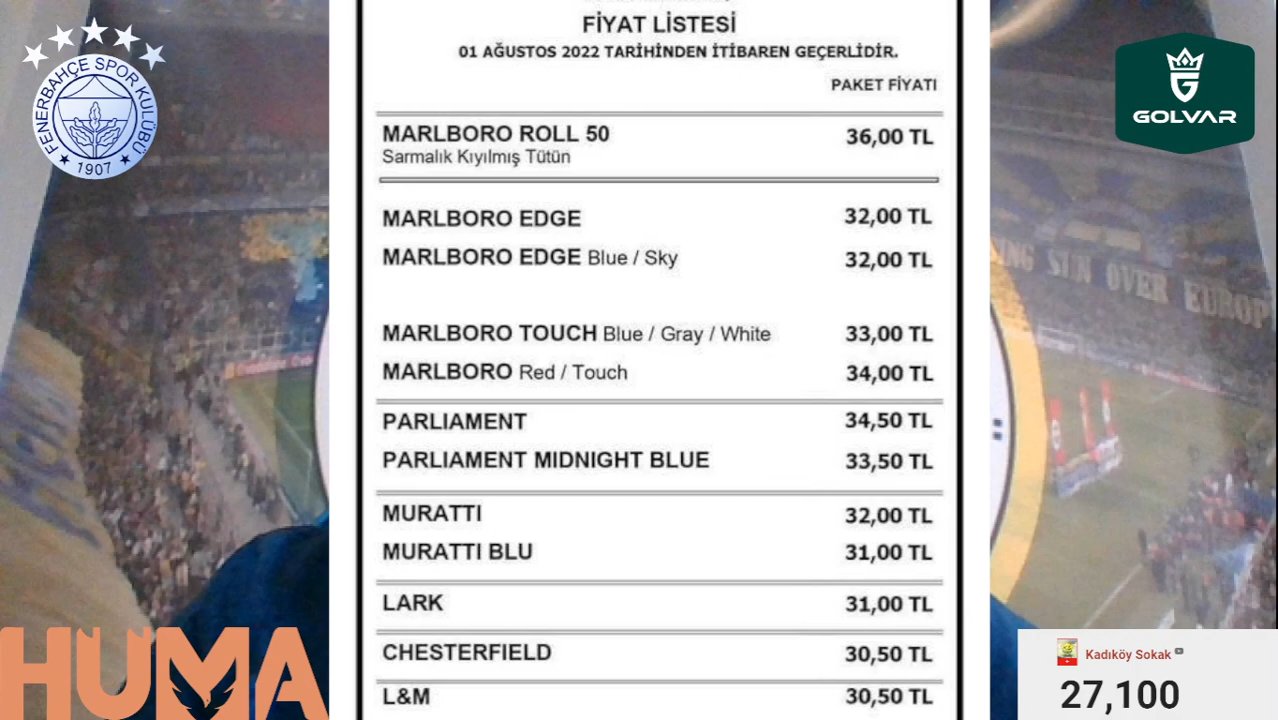 FİYAT LİSTESİ
01 AĞUSTOS 2022 TARİHİNDEN İTİBAREN GEÇERLİDİR.
PAKET FİYATI
MARLBORO ROLL 50 36,00 TL
Sarmalık Kıyılmış Tütün
MARLBORO EDGE 32,00 TL
MARLBORO EDGE Blue / Sky 32,00 TL
MARLBORO TOUCH Blue / Gray / White 33,00 TL
MARLBORO Red / Touch 34,00 TL
PARLIAMENT 34,50 TL
PARLIAMENT MIDNIGHT BLUE 33,50 TL
MURATTI 32,00 TL
MURATTI BLU 31,00 TL
LARK 31,00 TL
CHESTERFIELD 30,50 TL
L&M 30,50 TL
FENERBAHÇE SPOR KULÜBÜ
1907
G
GOLVAR
SUN OVER EUROP
HUMA
Kadıköy Sokak
27,100